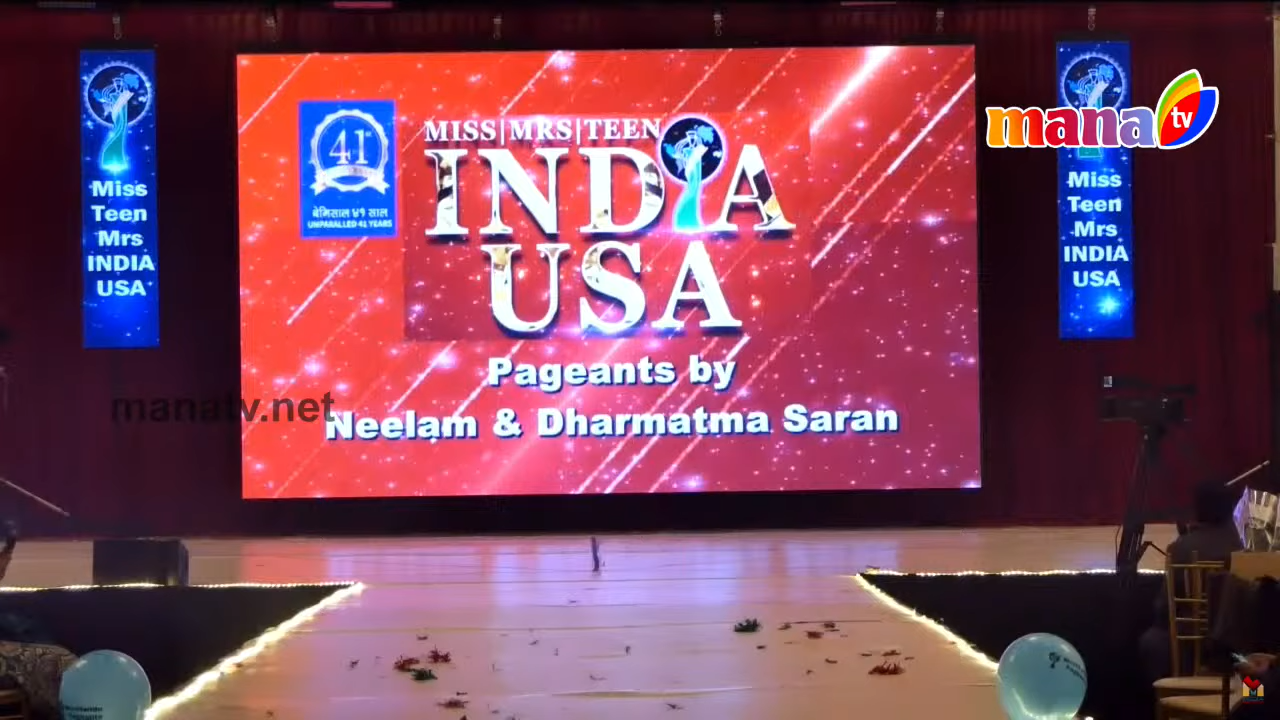 mana
tv
Miss
Teen
Mrs
INDIA
USA
41st
बेमिसाल ४१ साल
UNPARALLED 41 YEARS
MISS|MRS|TEEN
INDIA
USA
Pageants by
Neelam & Dharmatma Saran
Miss
Teen
Mrs
INDIA
USA
manatv.net